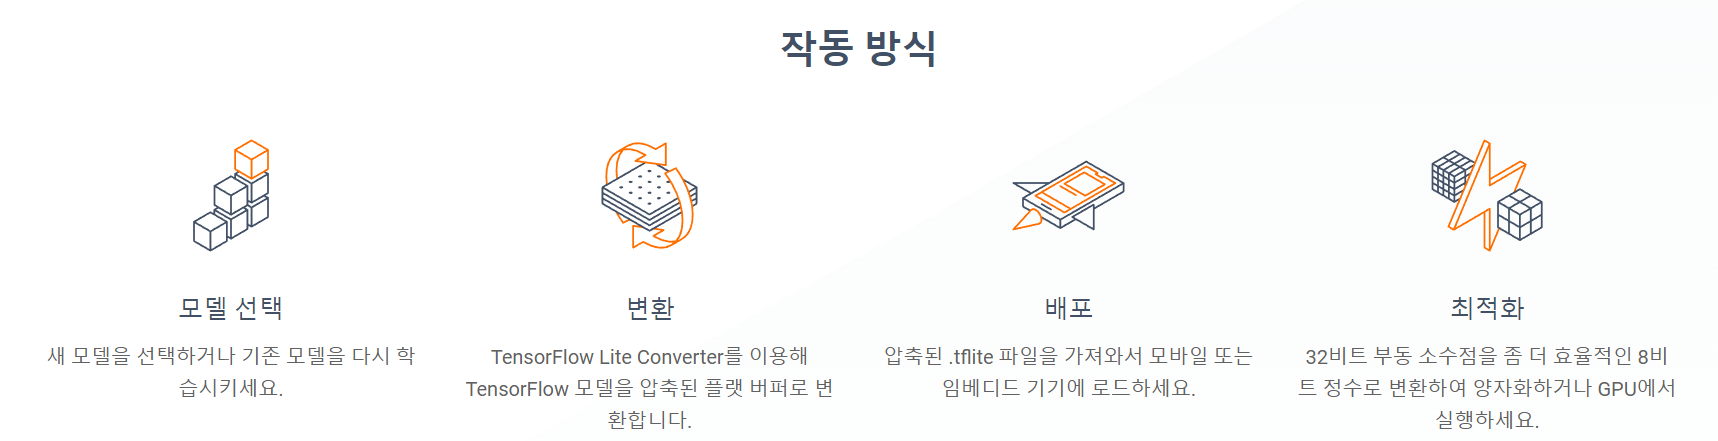 작동 방식
모델 선택
새 모델을 선택하거나 기존 모델을 다시 학
습시키세요.
변환
TensorFlow Lite Converter를 이용해
TensorFlow 모델을 압축된 플랫 버퍼로 변
환합니다.
배포
압축된 .tflite 파일을 가져와서 모바일 또는
임베디드 기기에 로드하세요.
최적화
32비트 부동 소수점을 좀 더 효율적인 8비
트 정수로 변환하여 양자화하거나 GPU에서
실행하세요.